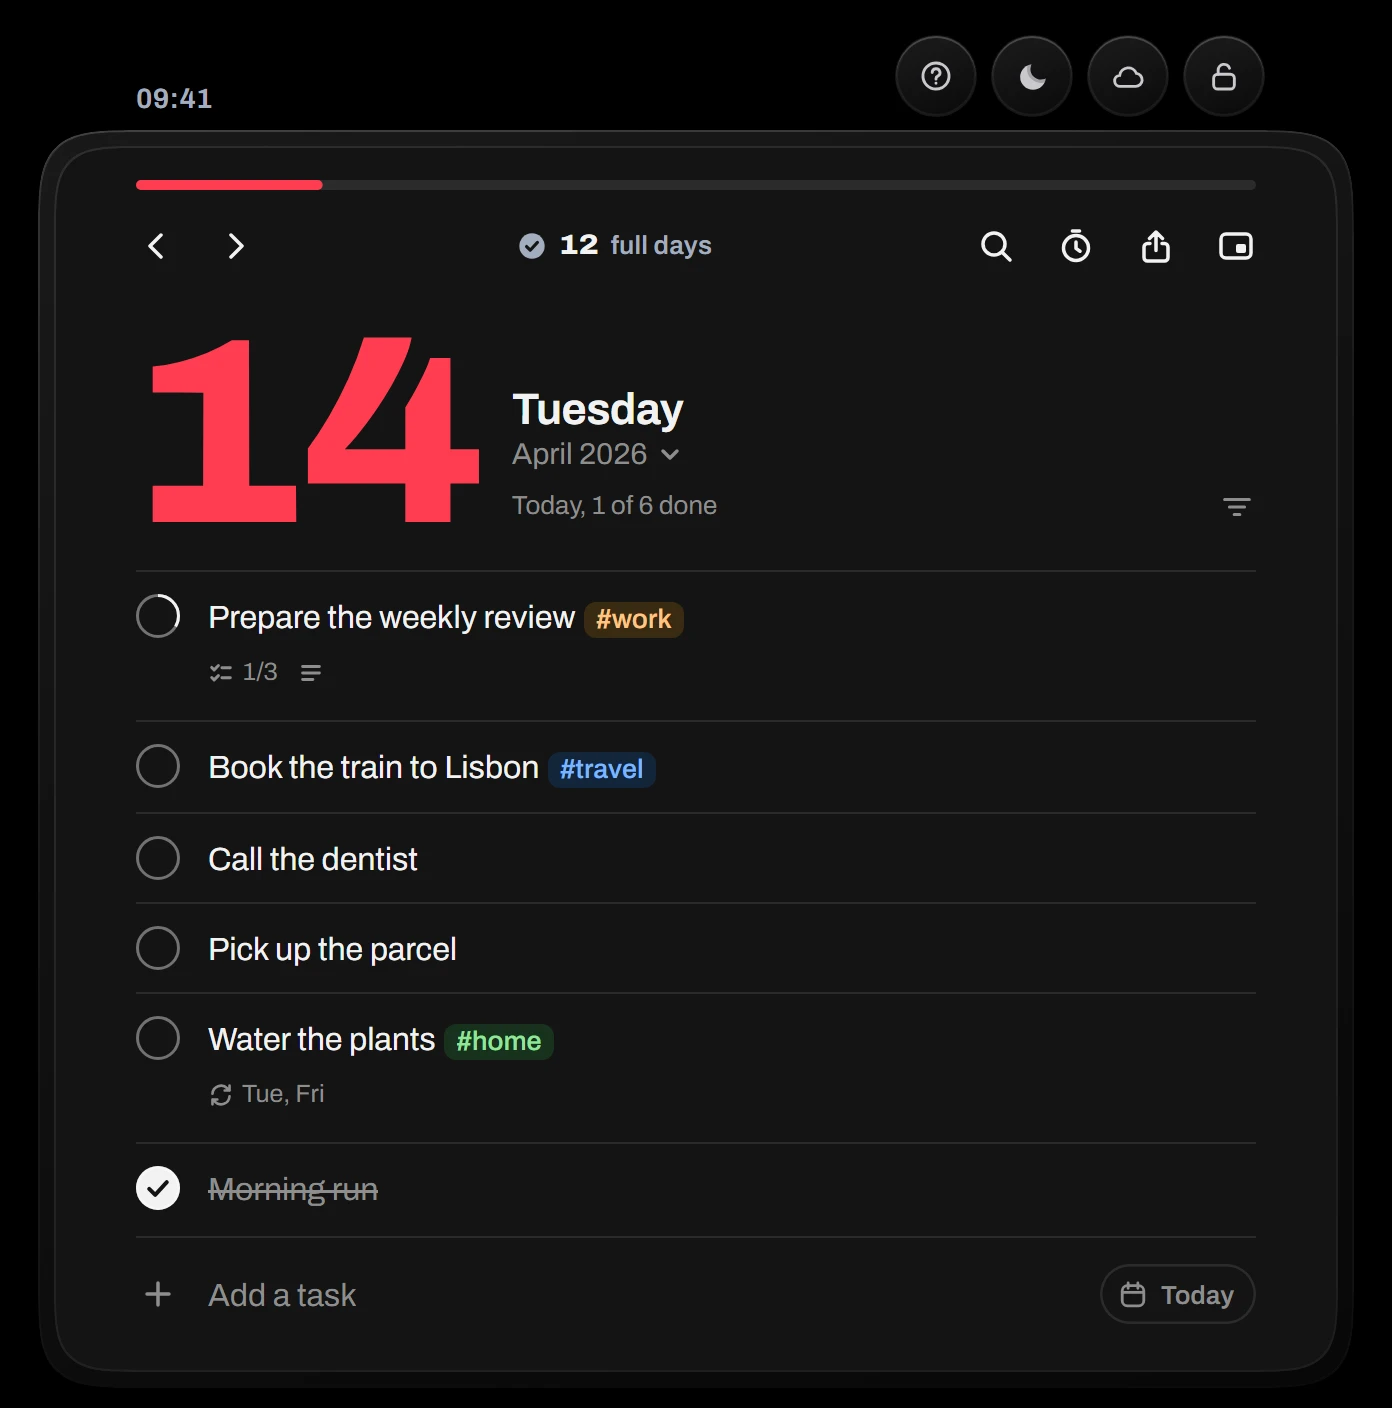 09:41
12 full days
14
Tuesday
April 2026
Today, 1 of 6 done
Prepare the weekly review #work
1/3
Book the train to Lisbon #travel
Call the dentist
Pick up the parcel
Water the plants #home
Tue, Fri
Morning run
Add a task
Today